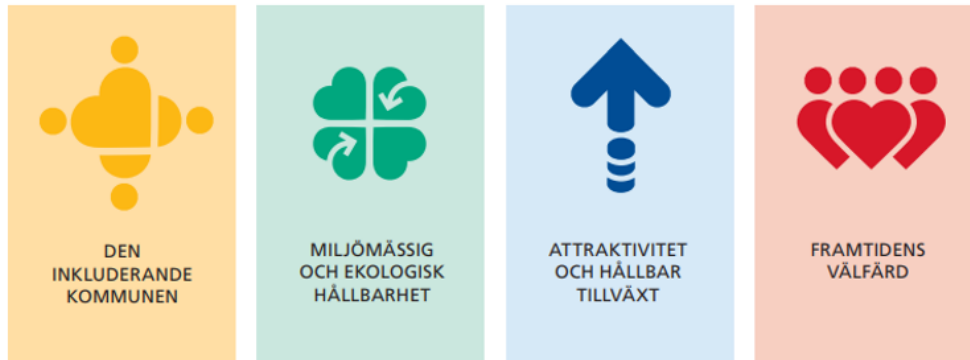 DEN
INKLUDERANDE
KOMMUNEN
MILJÖMÄSSIG
OCH EKOLOGISK
HÅLLBARHET
ATTRAKTIVITET
OCH HÅLLBAR
TILLVÄXT
FRAMTIDENS
VÄLFÄRD